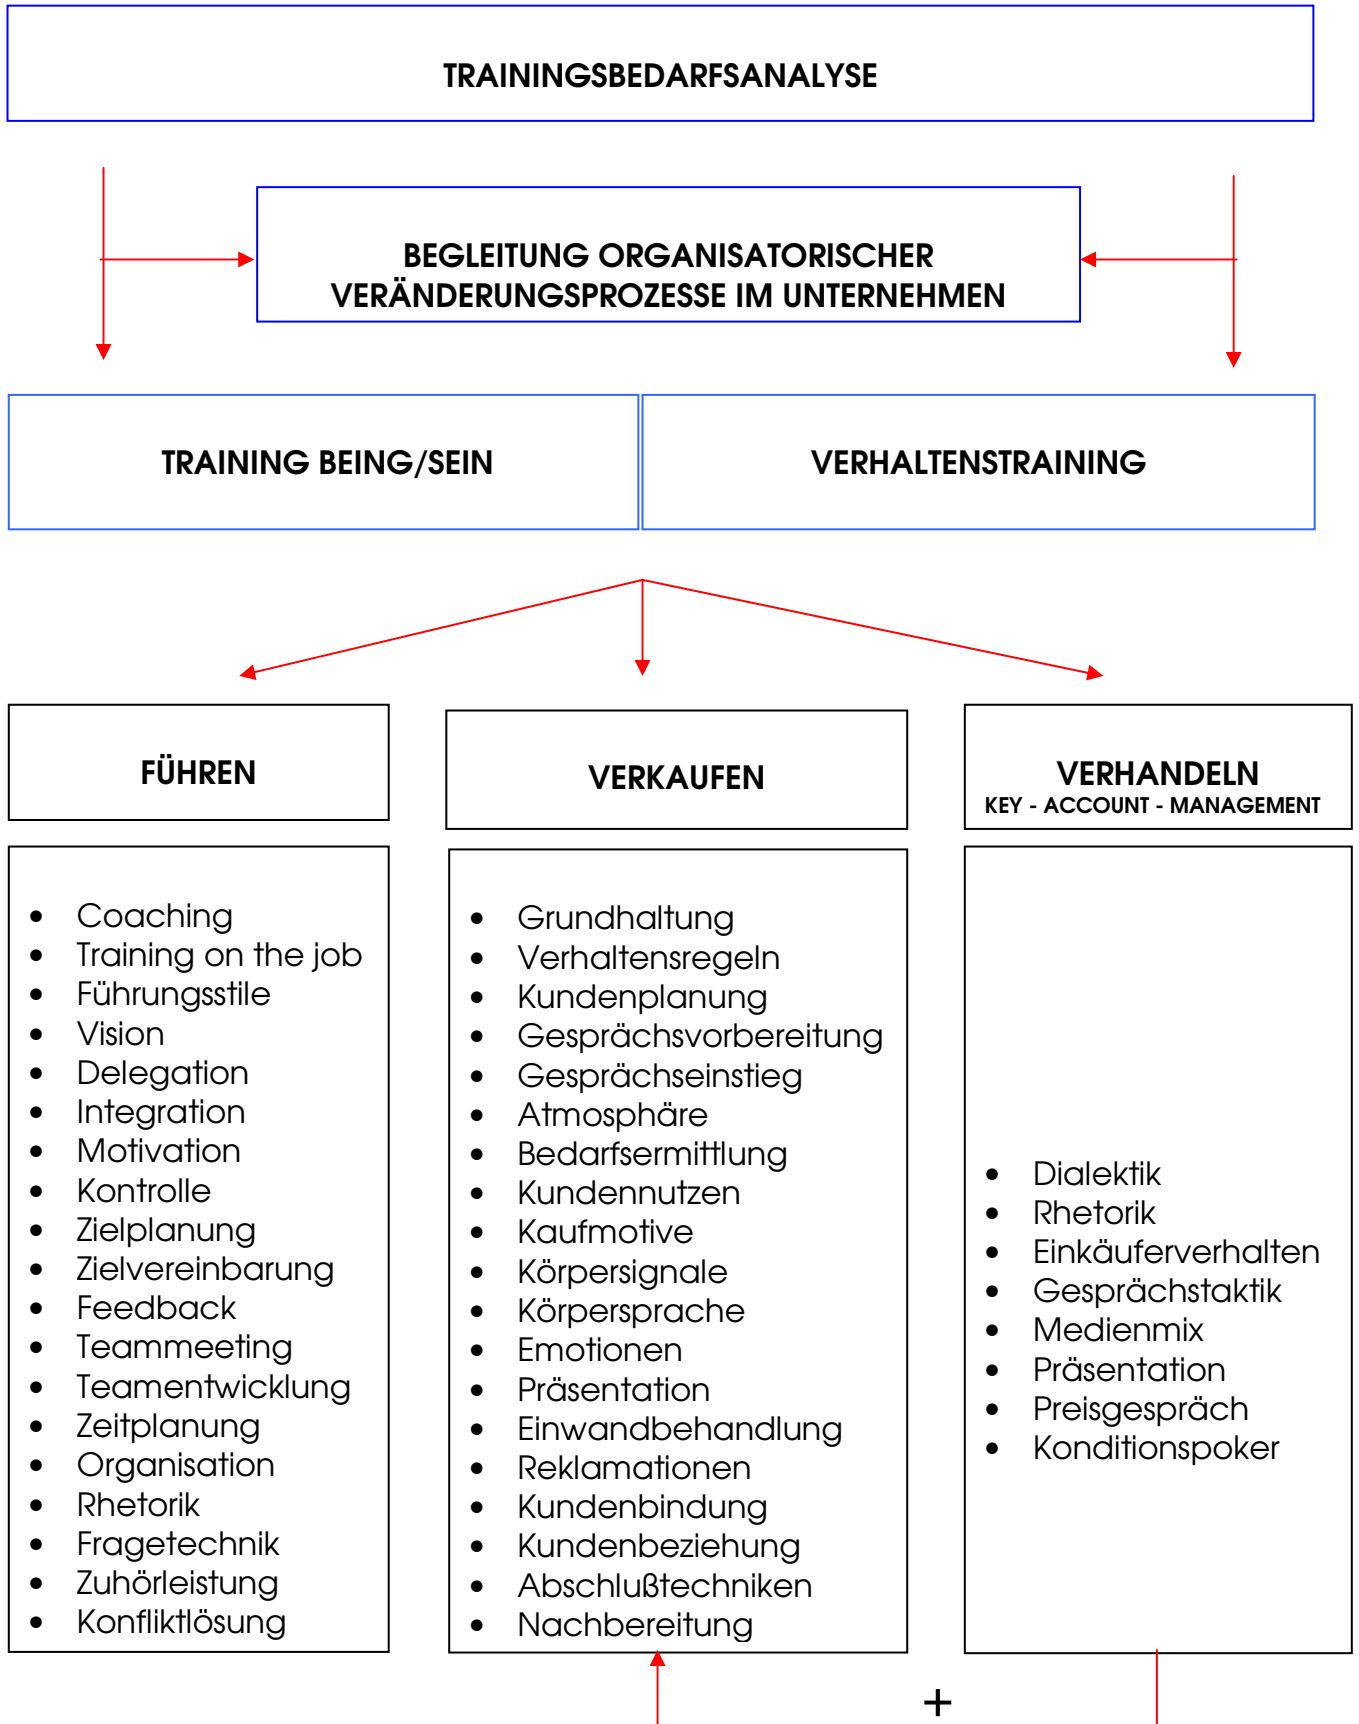 TRAININGSBEDARFSANALYSE
BEGLEITUNG ORGANISATORISCHER
VERÄNDERUNGSPROZESSE IM UNTERNEHMEN
TRAINING BEING/SEIN
VERHALTENSTRAINING
FÜHREN
• Coaching
• Training on the job
• Führungsstile
• Vision
• Delegation
• Integration
• Motivation
• Kontrolle
• Zielplanung
• Zielvereinbarung
• Feedback
• Teammeeting
• Teamentwicklung
• Zeitplanung
• Organisation
• Rhetorik
• Fragetechnik
• Zuhörleistung
• Konfliktlösung
VERKAUFEN
• Grundhaltung
• Verhaltensregeln
• Kundenplanung
• Gesprächsvorbereitung
• Gesprächseinstieg
• Atmosphäre
• Bedarfsermittlung
• Kundennutzen
• Kaufmotive
• Körpersignale
• Körpersprache
• Emotionen
• Präsentation
• Einwandbehandlung
• Reklamationen
• Kundenbindung
• Kundenbeziehung
• Abschlußtechniken
• Nachbereitung
VERHANDELN
KEY - ACCOUNT - MANAGEMENT
• Dialektik
• Rhetorik
• Einkäuferverhalten
• Gesprächstaktik
• Medienmix
• Präsentation
• Preisgespräch
• Konditionspoker
+